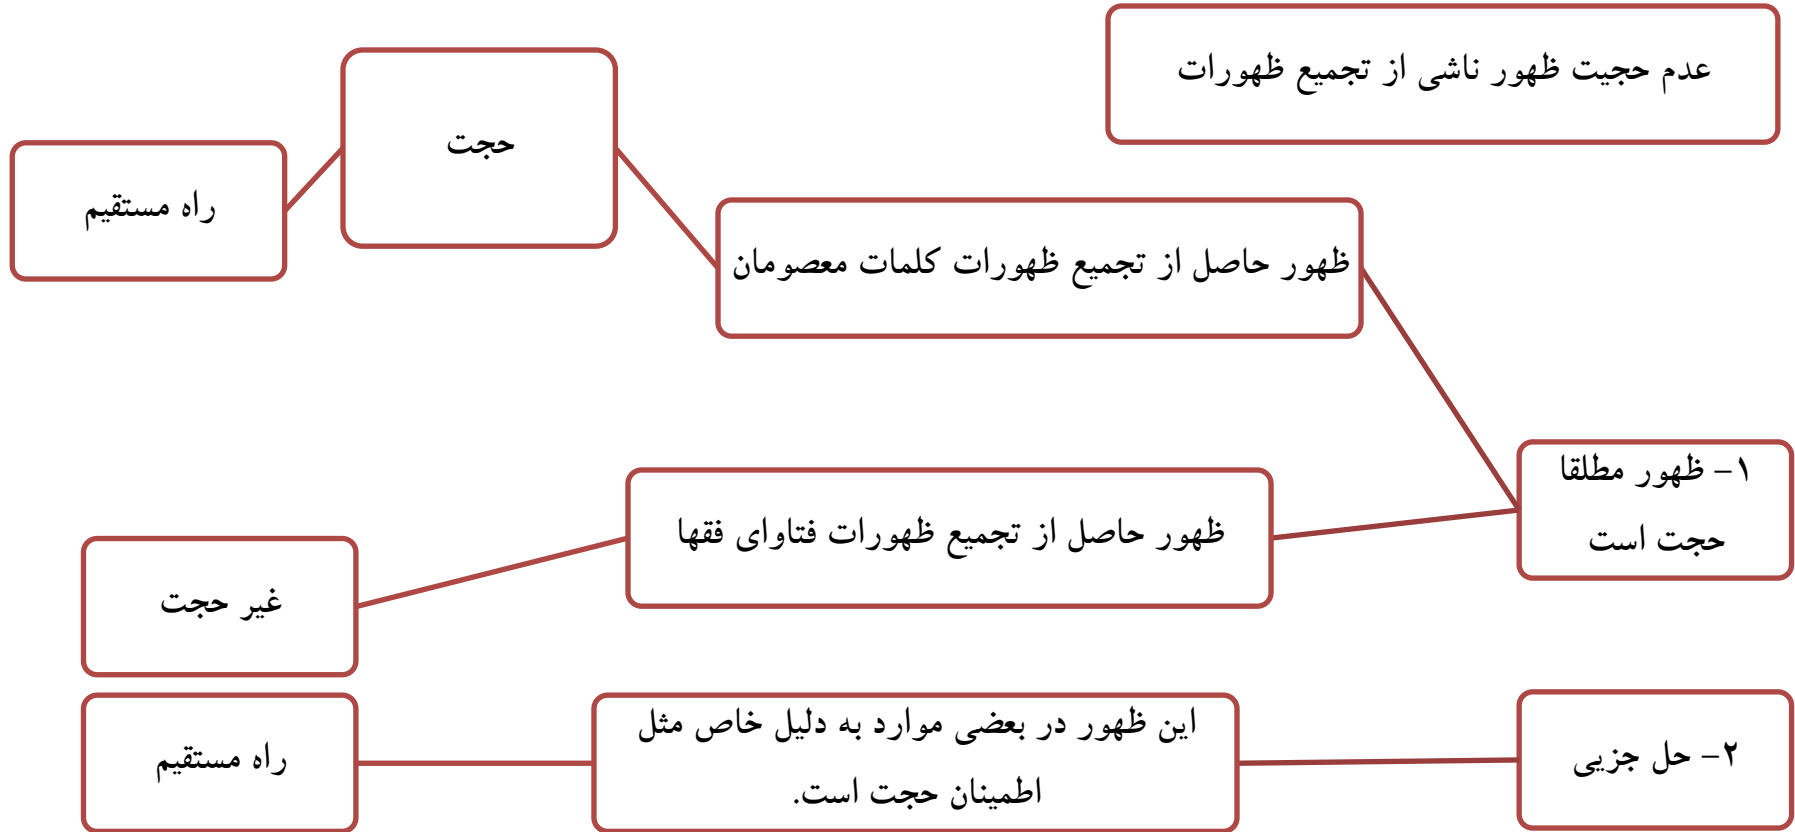 عدم حجیت ظهور ناشی از تجمیع ظهورات
حجت
راه مستقیم
ظهور حاصل از تجمیع ظهورات کلمات معصومان
۱- ظهور مطلقا
حجت است
ظهور حاصل از تجمیع ظهورات فتاوای فقها
غیر حجت
۲- حل جزیی
این ظهور در بعضی موارد به دلیل خاص مثل
اطمینان حجت است.
راه مستقیم